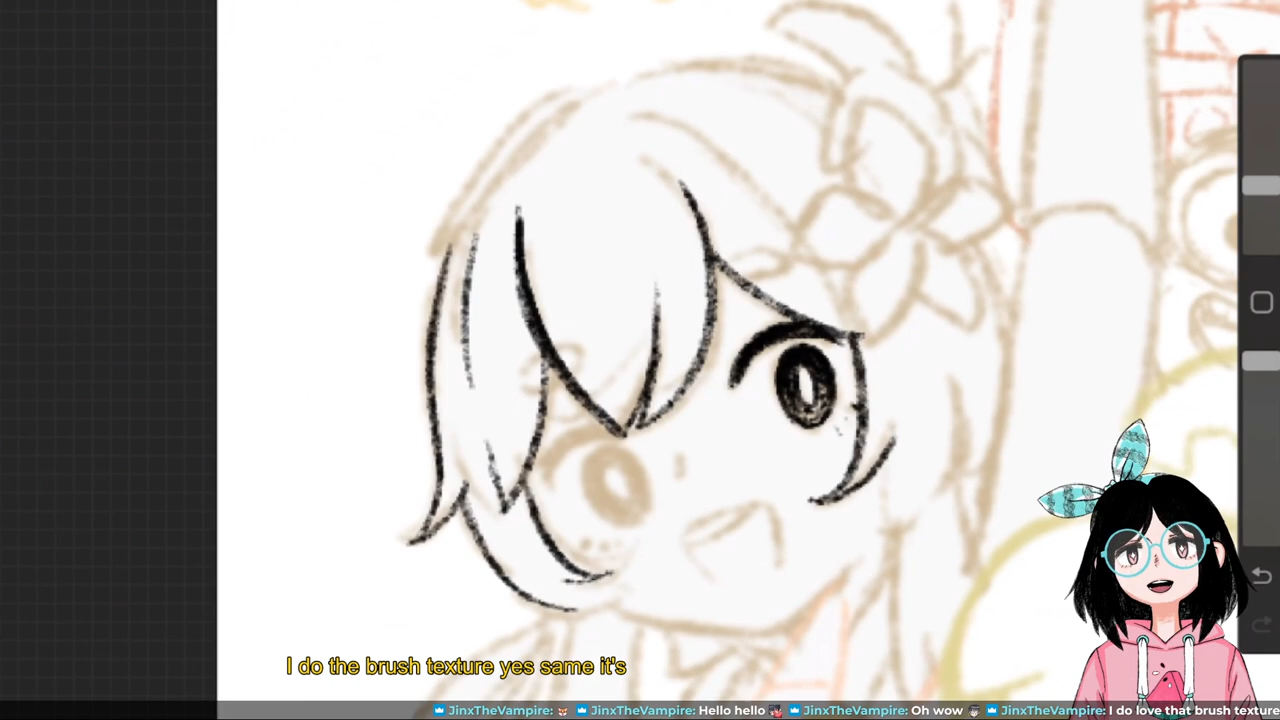 I do the brush texture yes same it's
JinxTheVampire: JinxTheVampire: Hello hello JinxTheVampire: Oh wow JinxTheVampire: I do love that brush texture